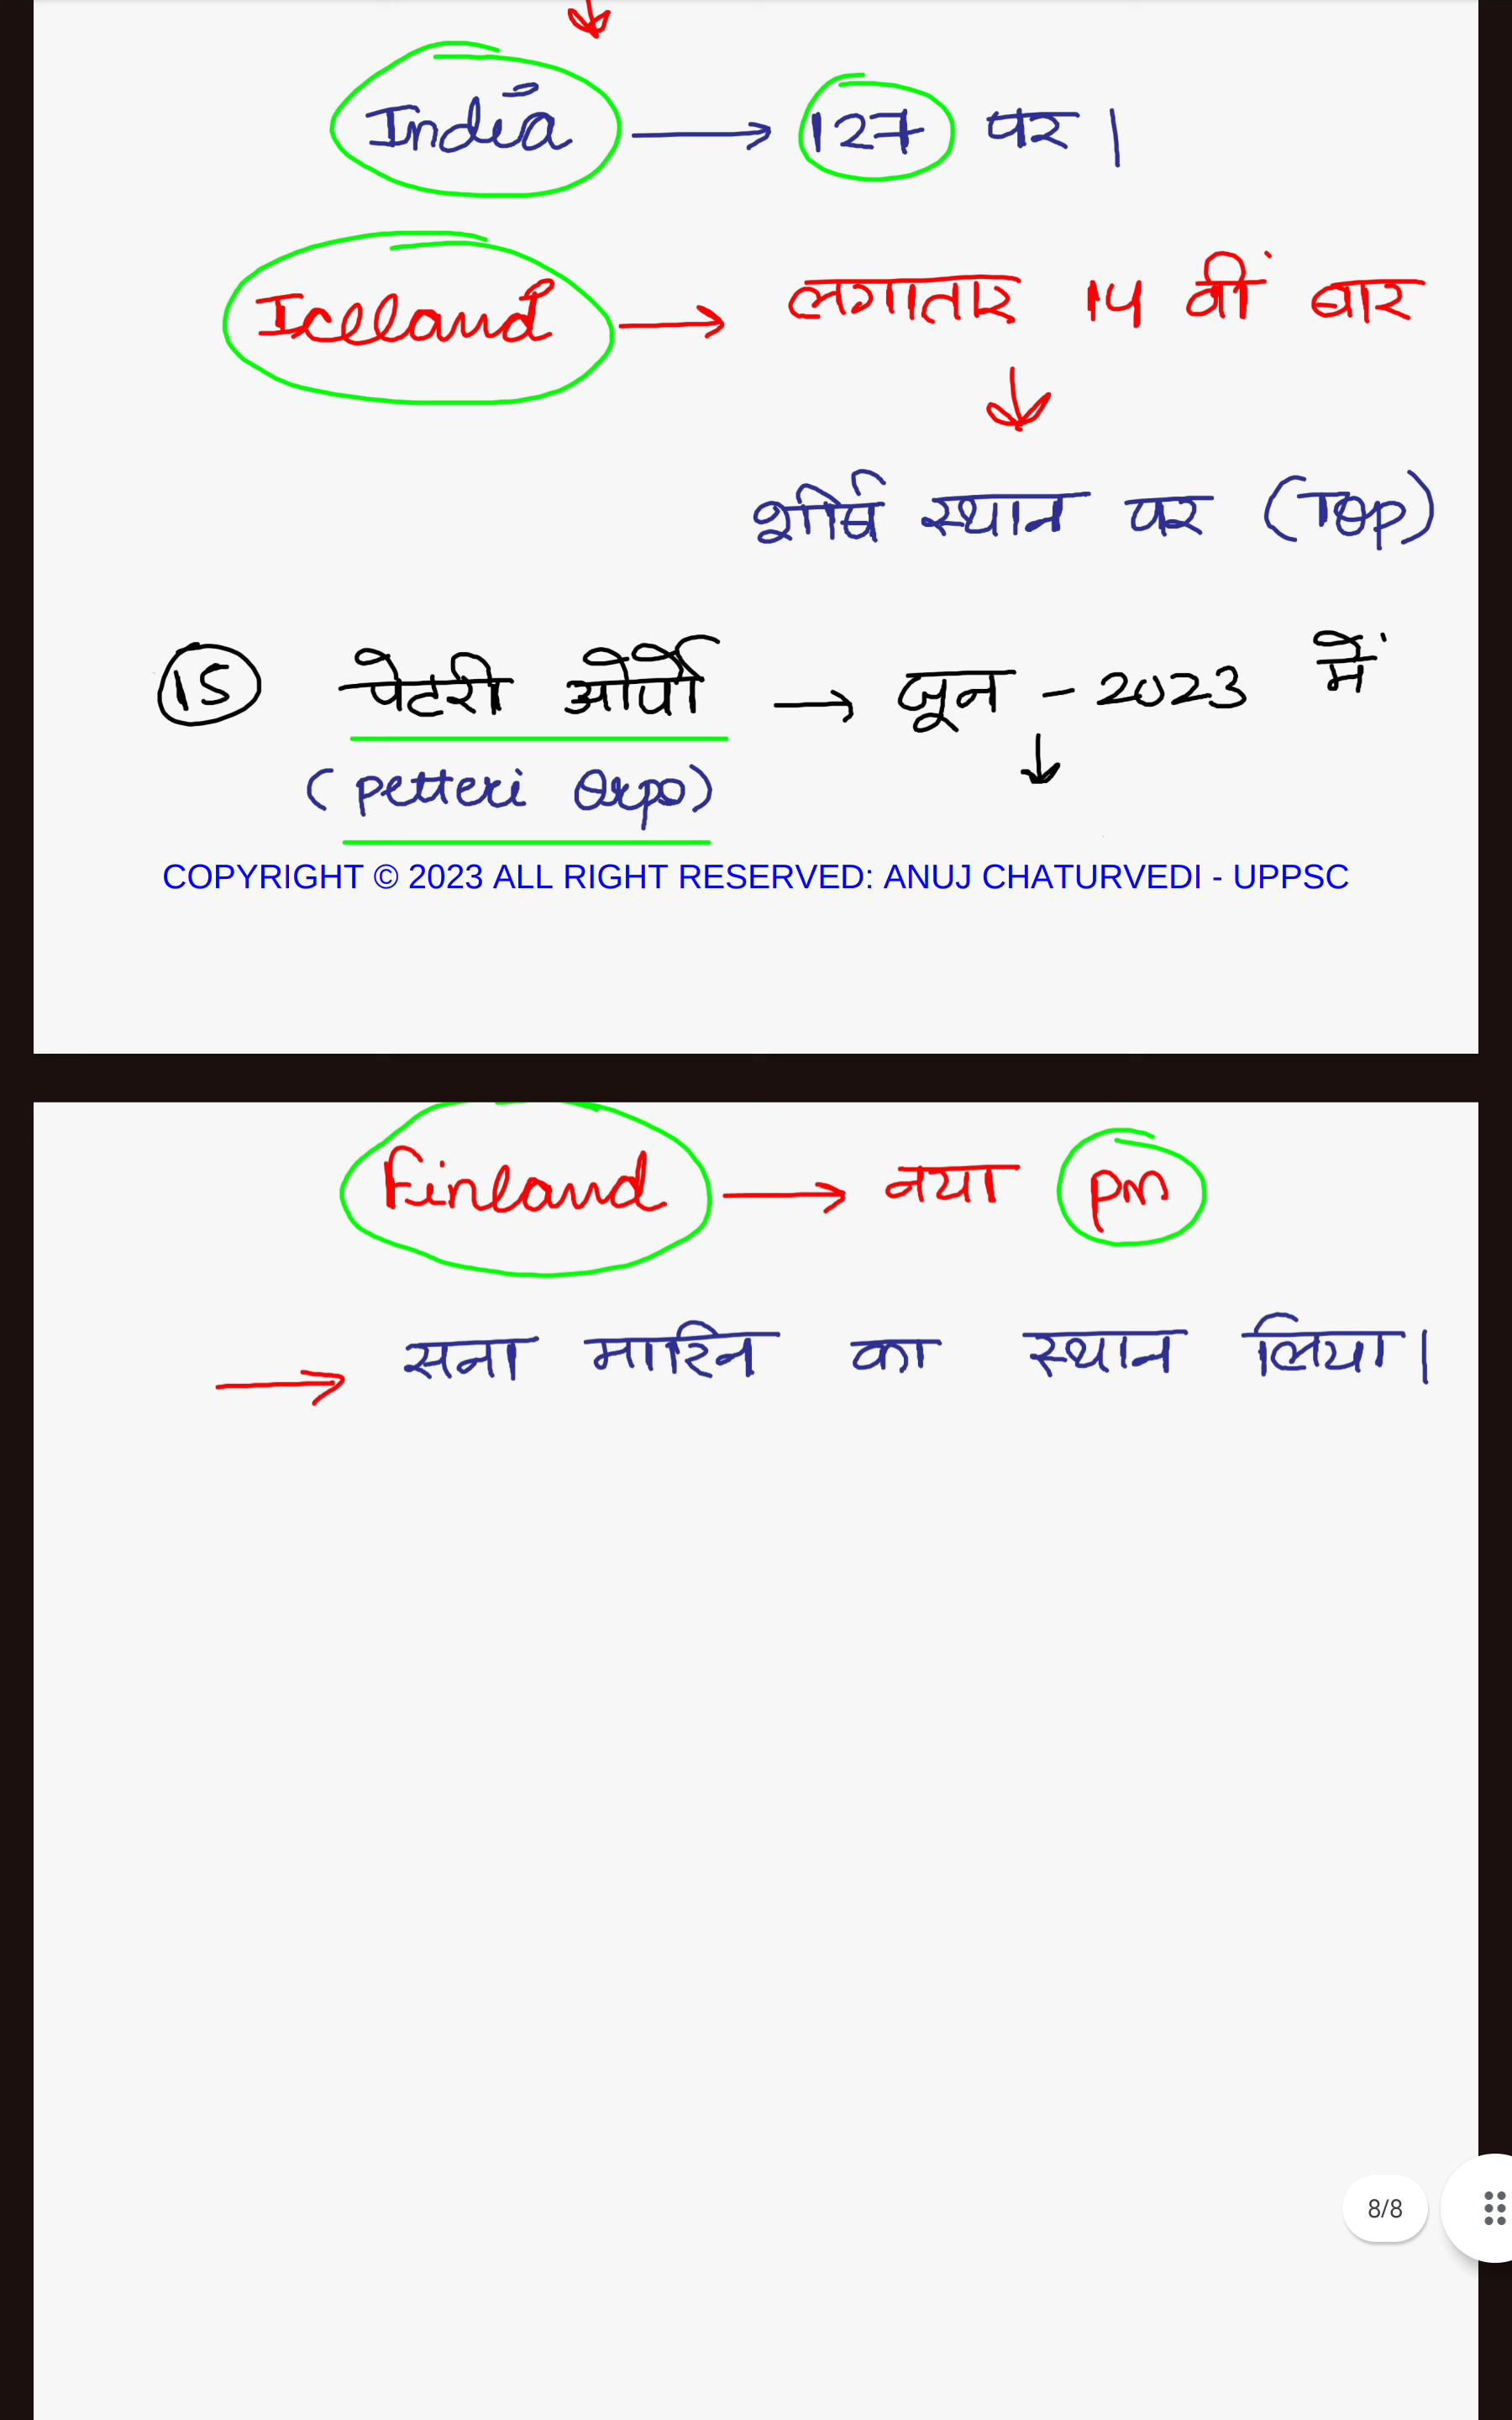 India → 127 पर।
Iceland → लगातार 14 वीं बार
↓
शीर्ष स्थान पर (Top)
15 पेटेरी ओर्पो → जून - 2023 में
(petteri Orpo) ↓
COPYRIGHT © 2023 ALL RIGHT RESERVED: ANUJ CHATURVEDI - UPPSC
Finland → नया pm
→ सना मारिन का स्थान लिया।
8/8